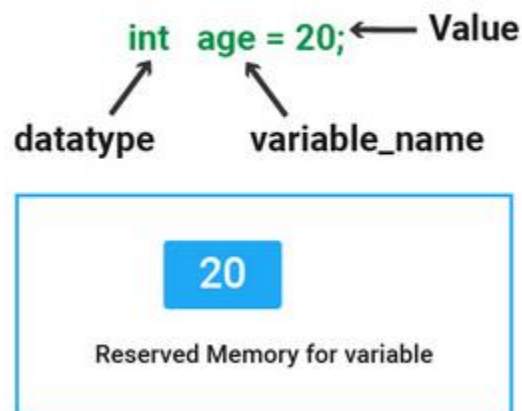 int age = 20; Value
datatype variable_name
20
Reserved Memory for variable